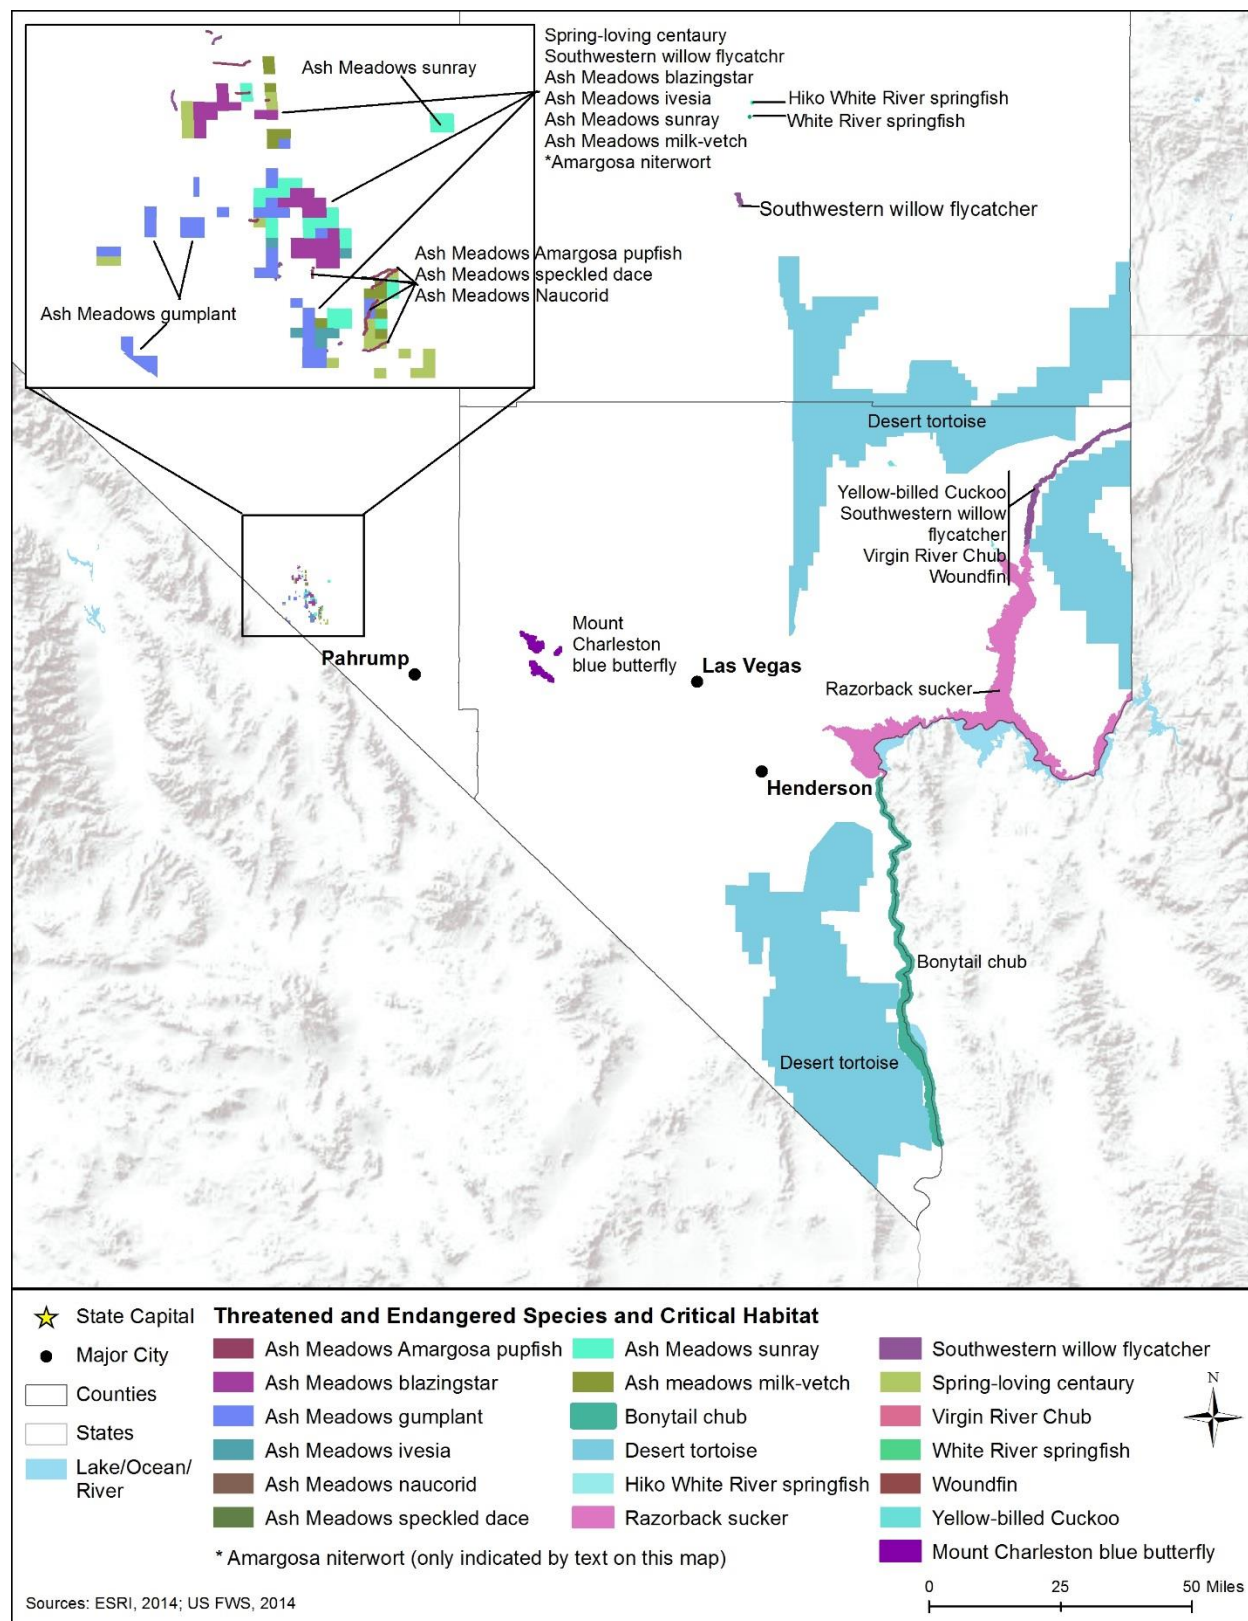 Spring-loving centaury
Southwestern willow flycatchr
Ash Meadows blazingstar
Ash Meadows ivesia
Ash Meadows sunray
Ash Meadows milk-vetch
*Amargosa niterwort
Ash Meadows sunray
Hiko White River springfish
White River springfish
Southwestern willow flycatcher
Ash Meadows Amargosa pupfish
Ash Meadows speckled dace
Ash Meadows Naucorid
Ash Meadows gumplant
Desert tortoise
Yellow-billed Cuckoo
Southwestern willow
flycatcher
Virgin River Chub
Woundfin
Mount
Charleston
blue butterfly
Pahrump
Las Vegas
Razorback sucker
Henderson
Bonytail chub
Desert tortoise
State Capital
Major City
Counties
States
Lake/Ocean/
River
Threatened and Endangered Species and Critical Habitat
Ash Meadows Amargosa pupfish
Ash Meadows blazingstar
Ash Meadows gumplant
Ash Meadows ivesia
Ash Meadows naucorid
Ash Meadows speckled dace
Ash Meadows sunray
Ash meadows milk-vetch
Bonytail chub
Desert tortoise
Hiko White River springfish
Razorback sucker
Southwestern willow flycatcher
Spring-loving centaury
Virgin River Chub
White River springfish
Woundfin
Yellow-billed Cuckoo
Mount Charleston blue butterfly
* Amargosa niterwort (only indicated by text on this map)
N
Sources: ESRI, 2014; US FWS, 2014
0 25 50 Miles